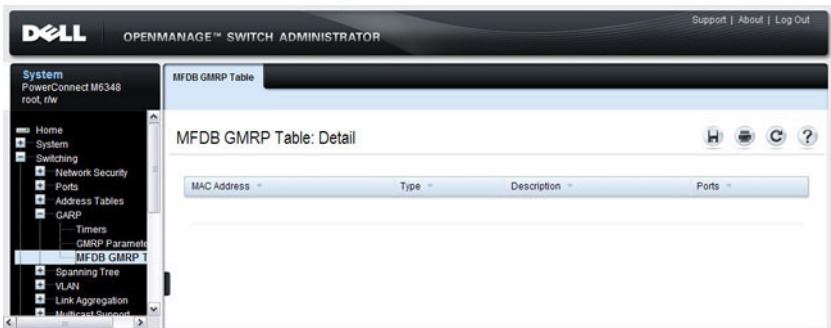 Support | About | Log Out
DELL OPENMANAGE™ SWITCH ADMINISTRATOR
System
PowerConnect M6348
root, r/w
MFDB GMRP Table
Home
System
Switching
Network Security
Ports
Address Tables
GARP
Timers
GMRP Paramete
MFDB GMRP T
Spanning Tree
VLAN
Link Aggregation
Multicast Support
MFDB GMRP Table: Detail
MAC Address Type Description Ports